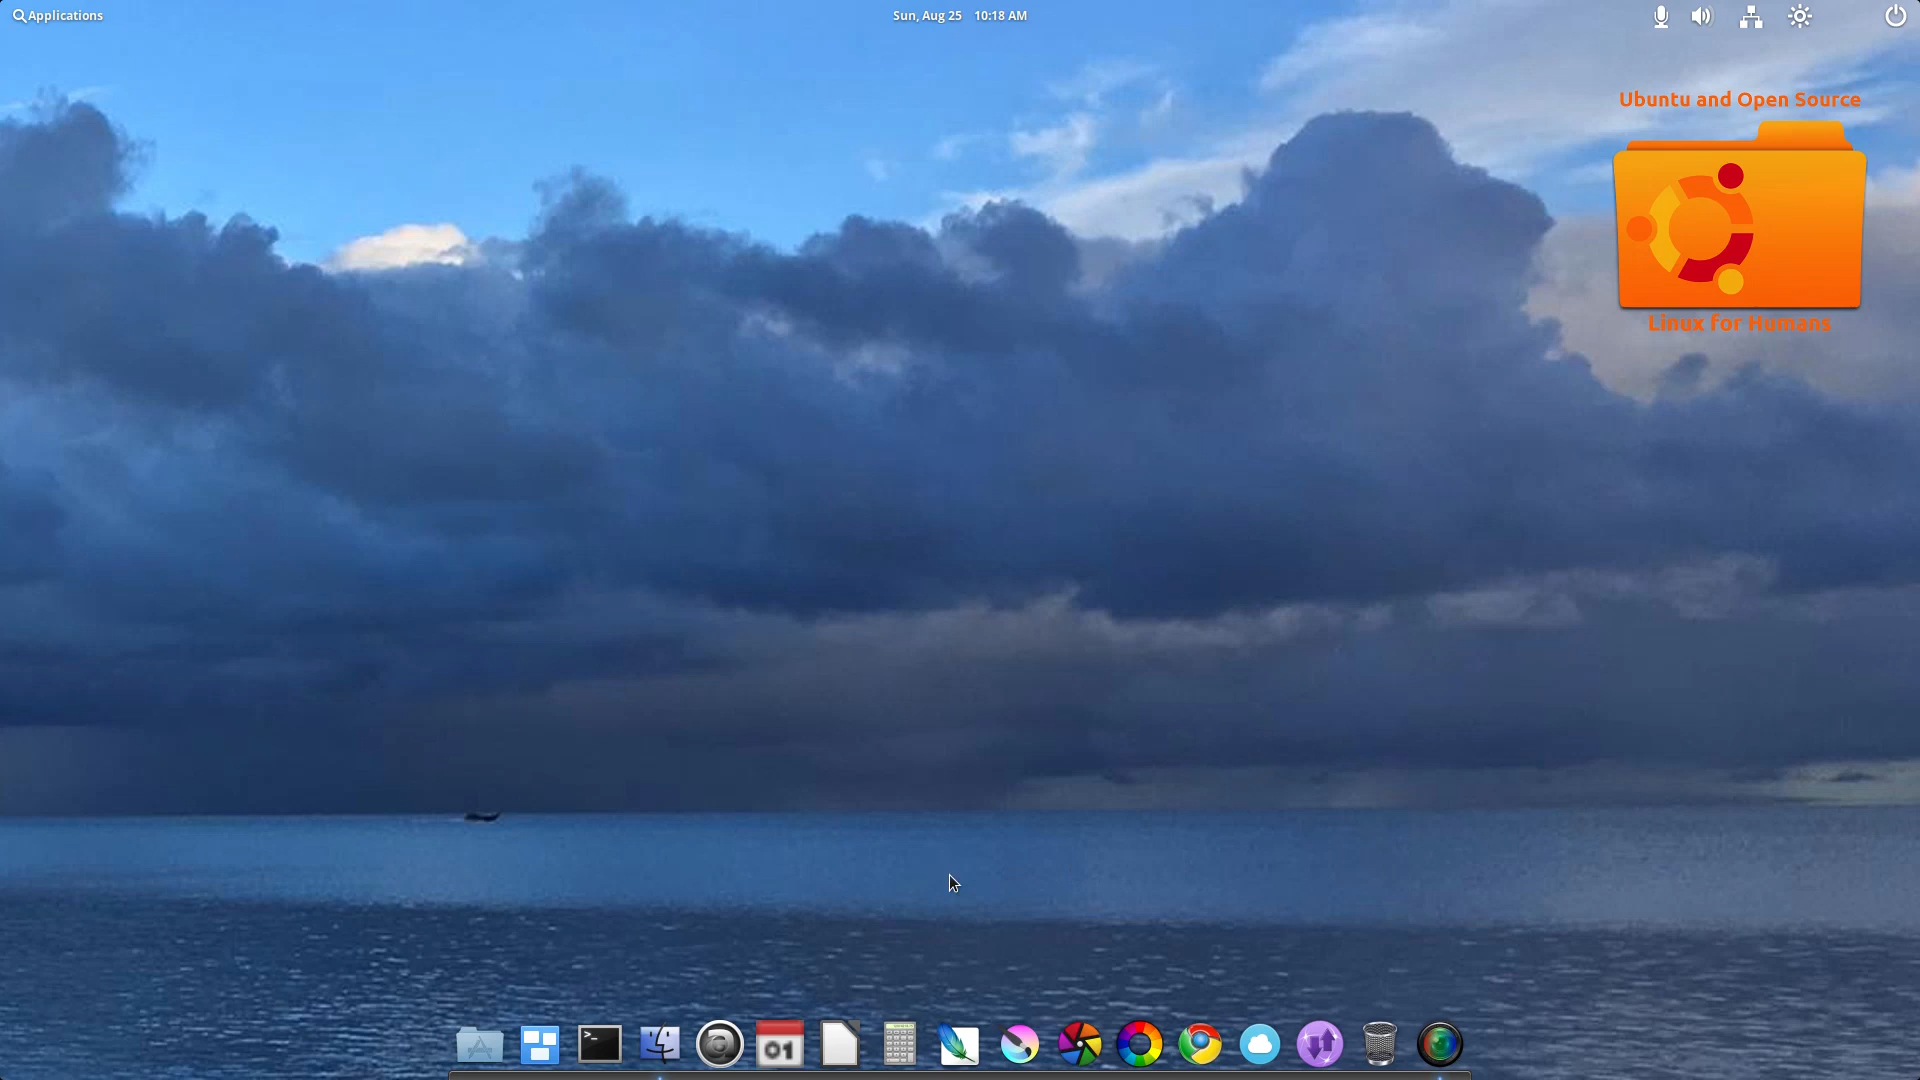 Applications
Sun, Aug 25 10:18 AM
Ubuntu and Open Source
Linux for Humans
>_
01